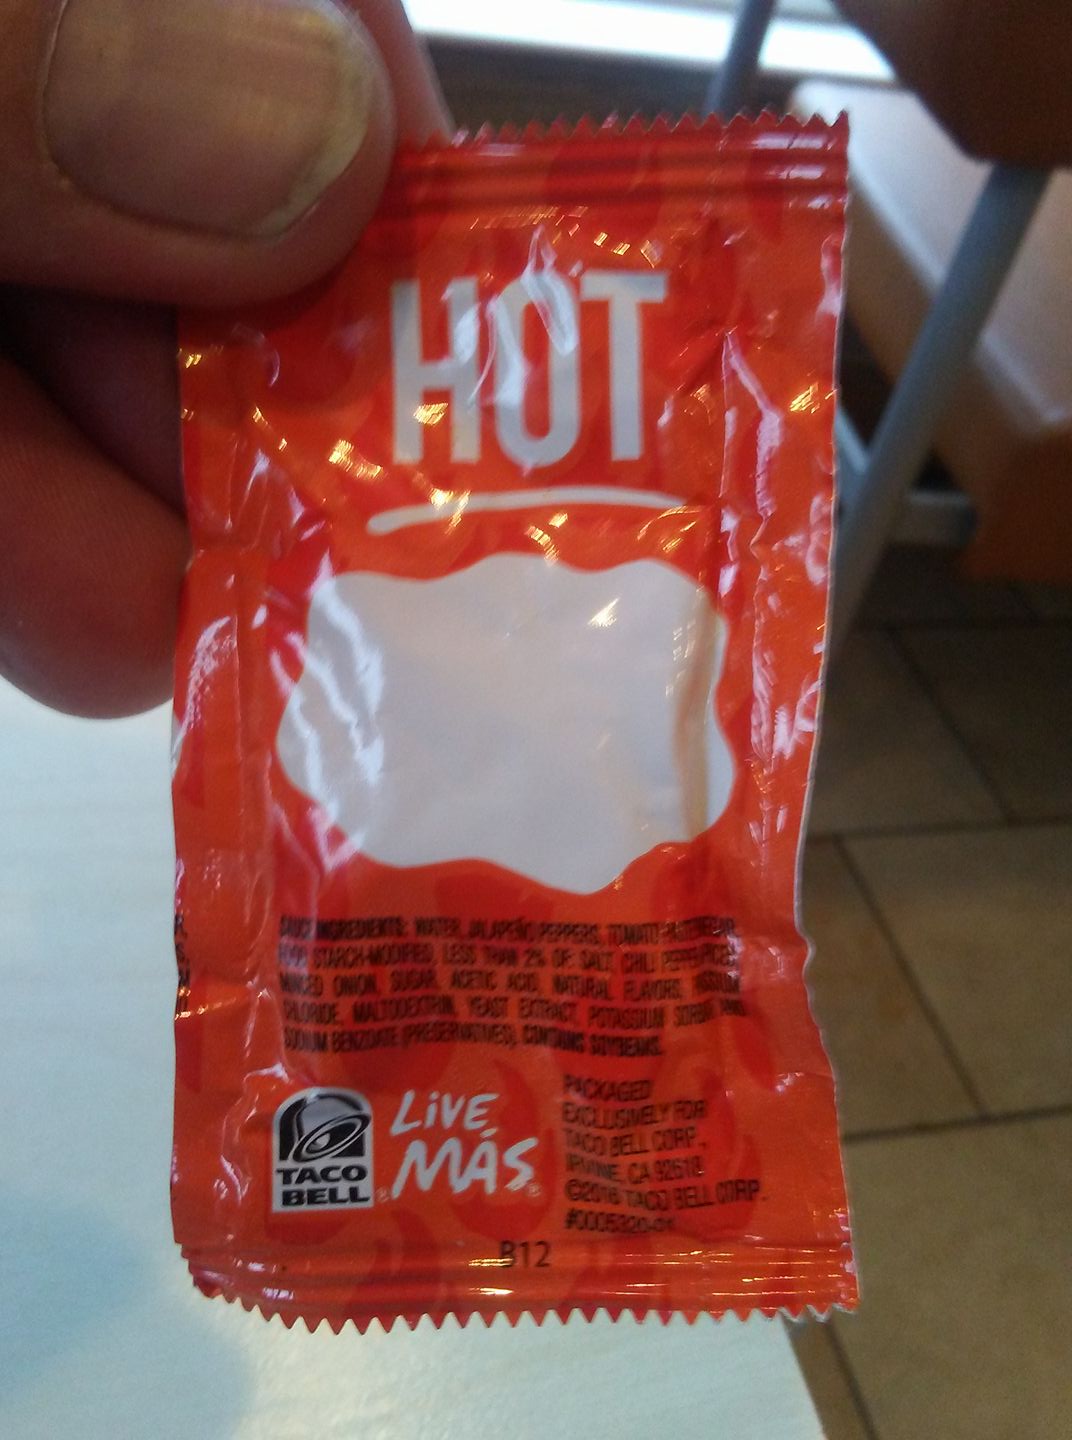 HOT
SAUCE INGREDIENTS: WATER, JALAPEÑO PEPPERS, TOMATO PASTE, VINEGAR,
FOOD STARCH-MODIFIED, LESS THAN 2% OF: SALT, CHILI PEPPER, SPICES,
MINCED ONION, SUGAR, ACETIC ACID, NATURAL FLAVORS,
CHLORIDE, MALTODEXTRIN, YEAST EXTRACT, POTASSIUM SORBATE AND
SODIUM BENZOATE (PRESERVATIVES). CONTAINS SOYBEANS.
TACO
BELL®
LiVE
MÁS®
PACKAGED
EXCLUSIVELY FOR
TACO BELL CORP.,
IRVINE, CA 92618
©2016 TACO BELL CORP.
#0005320-01
B12